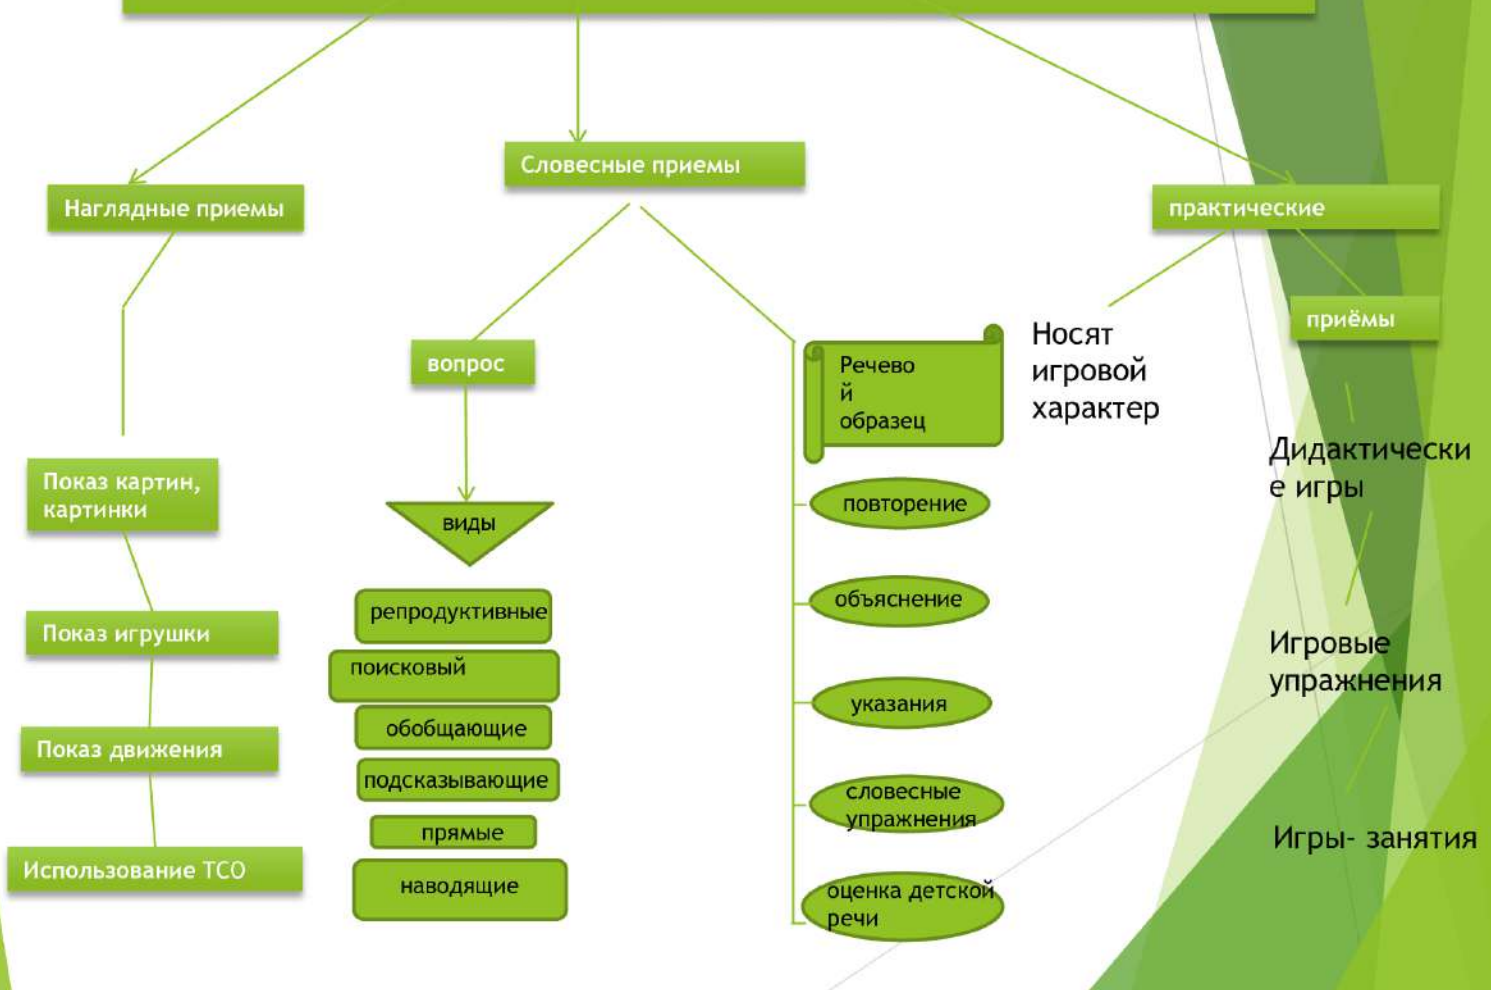 Словесные приемы
Наглядные приемы
практические
приёмы
Носят
игровой
характер
вопрос
Речево
й
образец
Дидактически
е игры
Показ картин,
картинки
виды
повторение
репродуктивные
объяснение
Показ игрушки
поисковый
Игровые
упражнения
указания
обобщающие
Показ движения
подсказывающие
словесные
упражнения
прямые
Игры- занятия
Использование ТСО
наводящие
оценка детской
речи